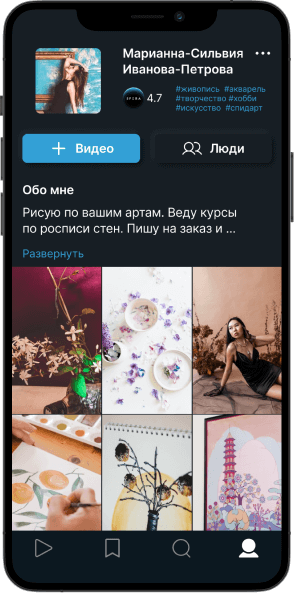 Марианна-Сильвия
Иванова-Петрова
4.7
#живопись #акварель
#творчество #хобби
#искусство #спидарт
Видео
Люди
Обо мне
Рисую по вашим артам. Веду курсы
по росписи стен. Пишу на заказ и ...
Развернуть